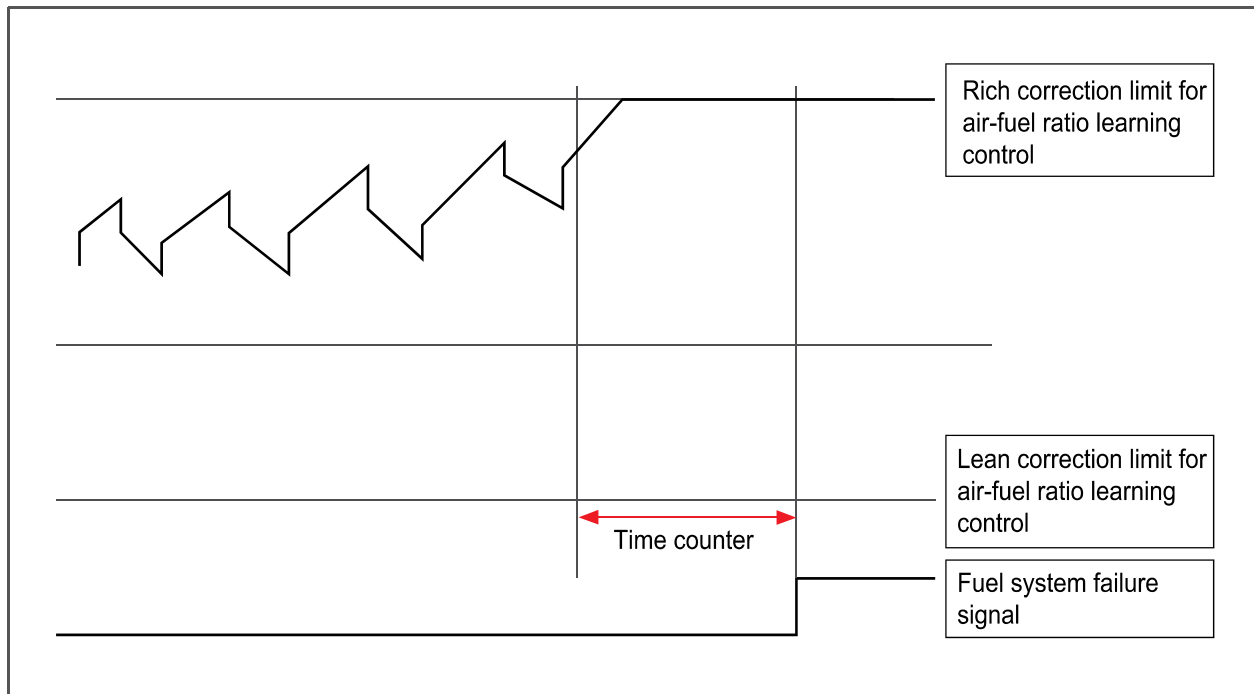 Rich correction limit for
air-fuel ratio learning
control
Lean correction limit for
air-fuel ratio learning
control
Time counter
Fuel system failure
signal